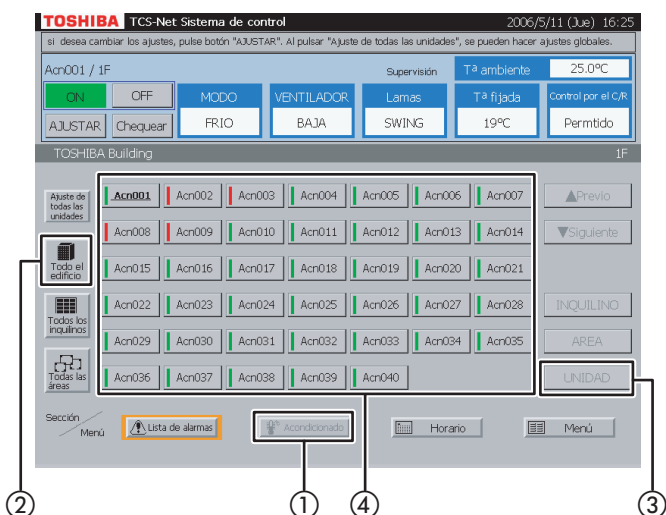 TOSHIBA TCS-Net Sistema de control 2006/5/11 (Jue) 16:25
si desea cambiar los ajustes, pulse botón "AJUSTAR". Al pulsar "Ajuste de todas las unidades", se pueden hacer ajustes globales.
Acn001 / 1F Supervisión Tª ambiente 25.0ºC
ON OFF MODO VENTILADOR Lamas Tª fijada Control por el C/R
AJUSTAR Chequear FRIO BAJA SWING 19ºC Permtido
TOSHIBA Building 1F
Ajuste de todas las unidades Acn001 Acn002 Acn003 Acn004 Acn005 Acn006 Acn007 ▲Previo
Acn008 Acn009 Acn010 Acn011 Acn012 Acn013 Acn014 ▼Siguiente
Todo el edificio Acn015 Acn016 Acn017 Acn018 Acn019 Acn020 Acn021
Todos los inquilinos Acn022 Acn023 Acn024 Acn025 Acn026 Acn027 Acn028 INQUILINO
Acn029 Acn030 Acn031 Acn032 Acn033 Acn034 Acn035 AREA
Todas las áreas Acn036 Acn037 Acn038 Acn039 Acn040 UNIDAD
Sección / Menú Lista de alarmas Acondicionado Horario Menú
② ① ④ ③